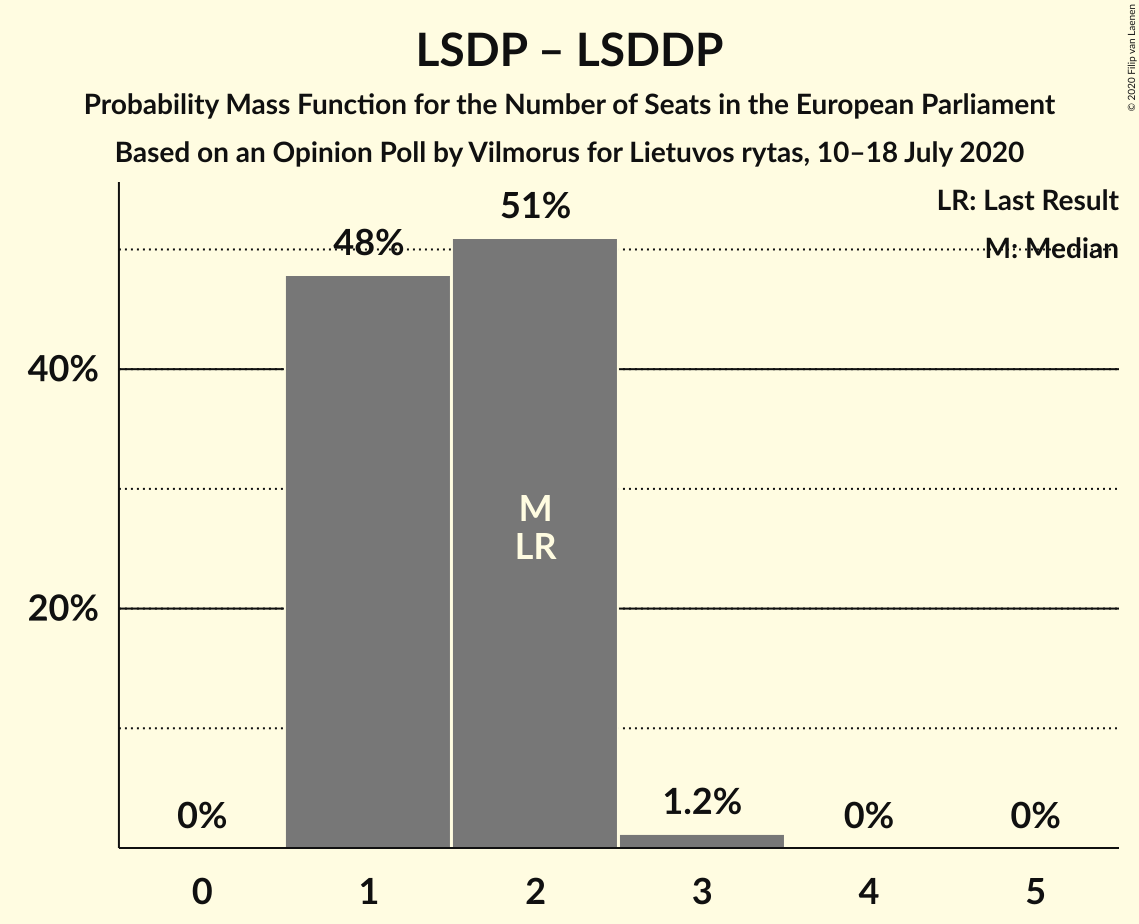 LSDP – LSDDP
Probability Mass Function for the Number of Seats in the European Parliament
Based on an Opinion Poll by Vilmorus for Lietuvos rytas, 10–18 July 2020
© 2020 Filip van Laenen
LR: Last Result
M: Median
51%
48%
40%
M
LR
20%
1.2%
0%
0%
0%
0
1
2
3
4
5